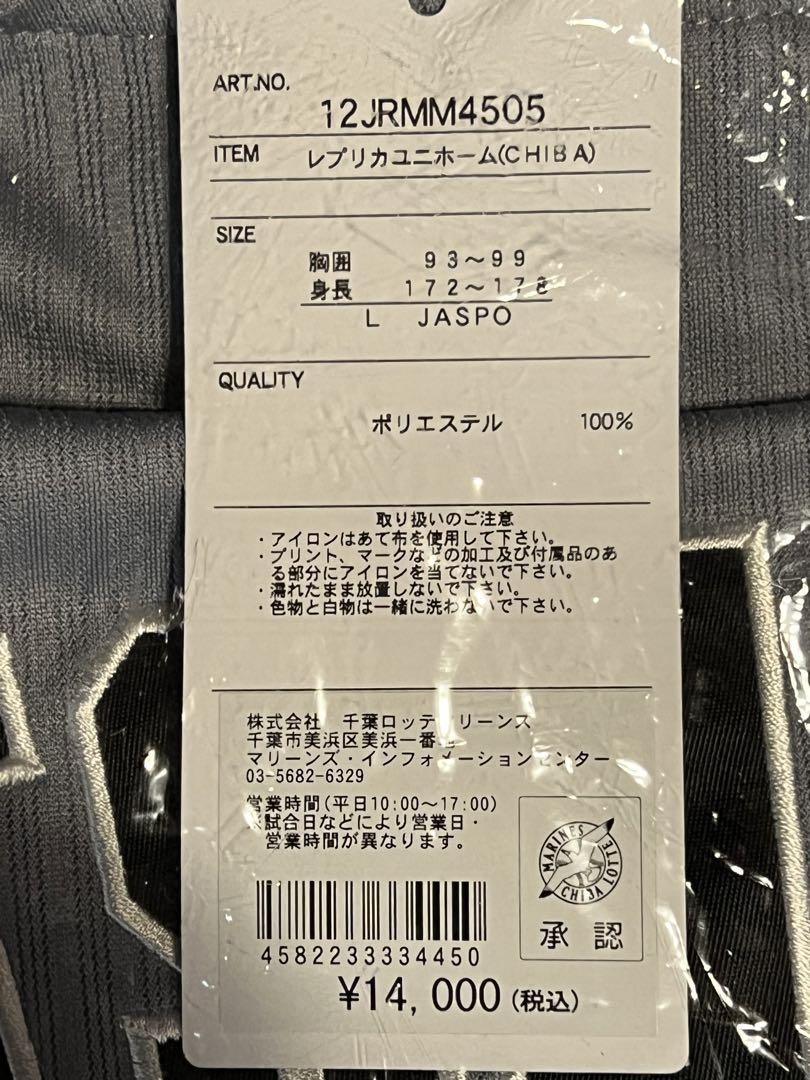 ART.NO.
12JRMM4505
ITEM レプリカユニホーム(CHIBA)
SIZE
胸囲 93～99
身長 172～178
L JASPO
QUALITY
ポリエステル 100%
取り扱いのご注意
・アイロンはあて布を使用して下さい。
・プリント、マークなどの加工及び付属品のあ
る部分にアイロンを当てないで下さい。
・濡れたまま放置しないで下さい。
・色物と白物は一緒に洗わないで下さい。
株式会社 千葉ロッテマリーンズ
千葉市美浜区美浜一番地
マリーンズ・インフォメーションセンター
03-5682-6329
営業時間(平日10:00～17:00)
※試合日などにより営業日・
営業時間が異なります。
MARINES
CHIBA LOTTE
承認
4582233334450
¥14,000(税込)